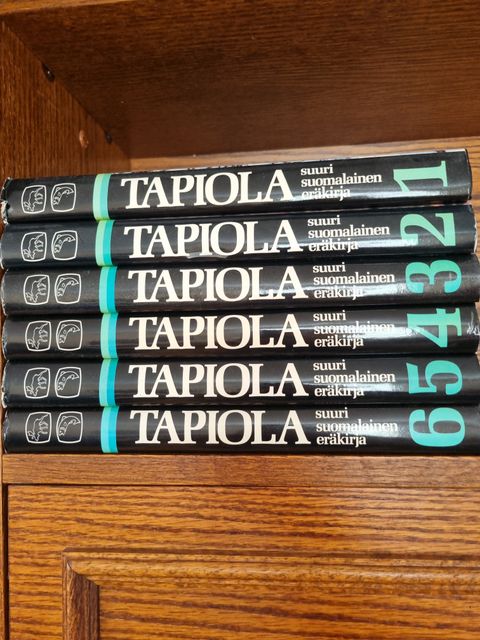 TAPIOLA
suuri
suomalainen
eräkirja
1
TAPIOLA
suuri
suomalainen
eräkirja
2
TAPIOLA
suuri
suomalainen
eräkirja
3
TAPIOLA
suuri
suomalainen
eräkirja
4
TAPIOLA
suuri
suomalainen
eräkirja
5
TAPIOLA
suuri
suomalainen
eräkirja
6